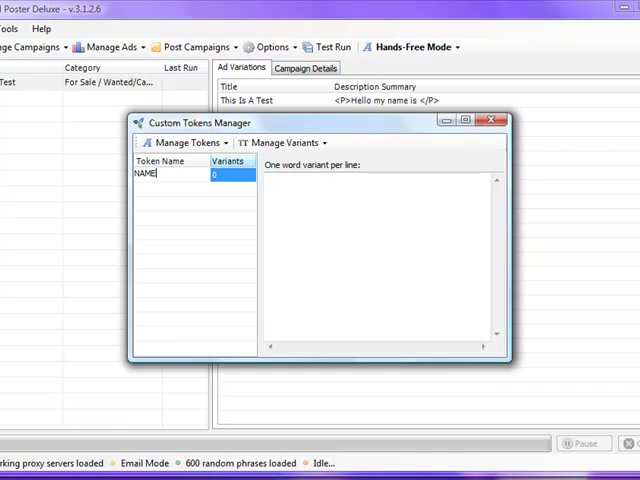 Poster Deluxe - v.3.1.2.6
Tools Help
Campaigns Manage Ads Post Campaigns Options Test Run Hands-Free Mode
Category Last Run Ad Variations Campaign Details
Test For Sale / Wanted/Ca... Title Description Summary
This Is A Test <P>Hello my name is </P>
Custom Tokens Manager
Manage Tokens TT Manage Variants
Token Name Variants One word variant per line:
NAME 0
Pause
proxy servers loaded Email Mode 600 random phrases loaded Idle...